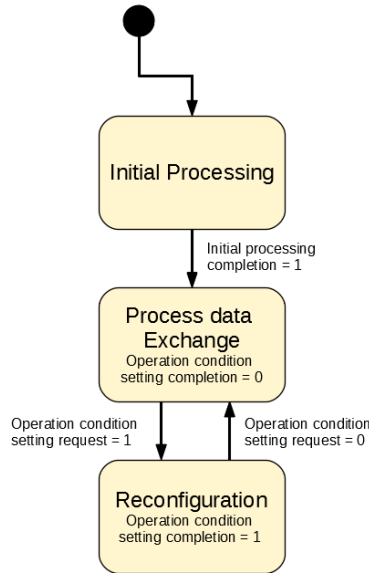 Initial Processing
Initial processing
completion = 1
Process data
Exchange
Operation condition
setting completion = 0
Operation condition
setting request = 1
Operation condition
setting request = 0
Reconfiguration
Operation condition
setting completion = 1